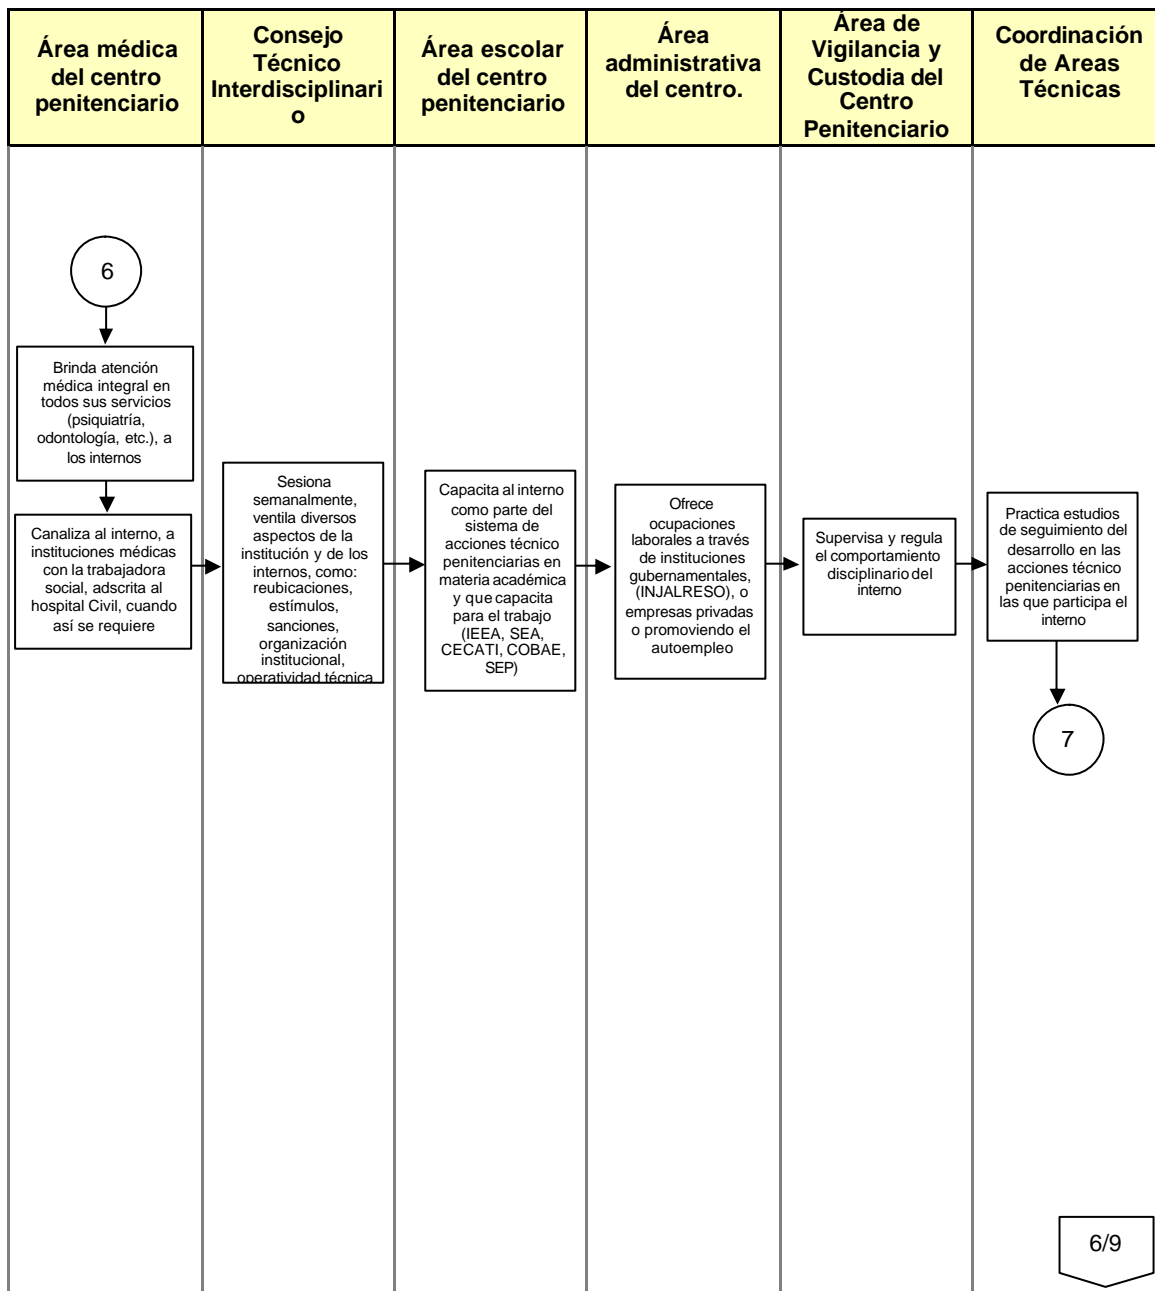 Área médica
del centro
penitenciario
Consejo
Técnico
Interdisciplinari
o
Área escolar
del centro
penitenciario
Área
administrativa
del centro.
Área de
Vigilancia y
Custodia del
Centro
Penitenciario
Coordinación
de Areas
Técnicas
6
Brinda atención
médica integral en
todos sus servicios
(psiquiatría,
odontología, etc.), a
los internos
Canaliza al interno, a
instituciones médicas
con la trabajadora
social, adscrita al
hospital Civil, cuando
así se requiere
Sesiona
semanalmente,
ventila diversos
aspectos de la
institución y de los
internos, como:
reubicaciones,
estímulos,
sanciones,
organización
institucional,
operatividad técnica
Capacita al interno
como parte del
sistema de
acciones técnico
penitenciarias en
materia académica
y que capacita
para el trabajo
(IEEA, SEA,
CECATI, COBAE,
SEP)
Ofrece
ocupaciones
laborales a través
de instituciones
gubernamentales,
(INJALRESO), o
empresas privadas
o promoviendo el
autoempleo
Supervisa y regula
el comportamiento
disciplinario del
interno
Practica estudios
de seguimiento del
desarrollo en las
acciones técnico
penitenciarias en
las que participa el
interno
7
6/9